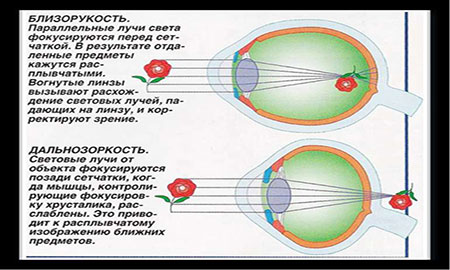 БЛИЗОРУКОСТЬ.
Параллельные лучи света
фокусируются перед сет-
чаткой. В результате отда-
ленные предметы
кажутся рас-
плывчатыми.
Вогнутые линзы
вызывают расхож-
дение световых лучей, па-
дающих на линзу, и кор-
ректируют зрение.
ДАЛЬНОЗОРКОСТЬ.
Световые лучи от
объекта фокусируются
позади сетчатки, ког-
да мышцы, контроли-
рующие фокусиров-
ку хрусталика, рас-
слаблены. Это приво-
дит к расплывчатому
изображению ближних
предметов.